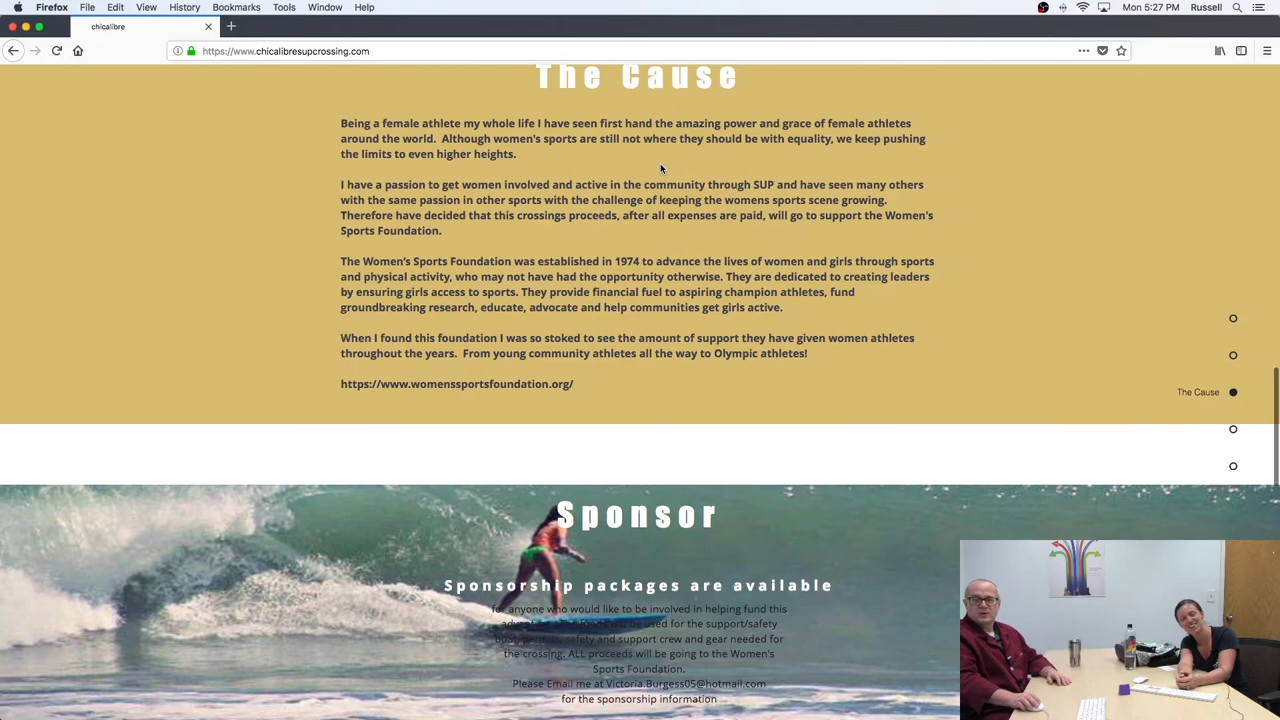 Firefox File Edit View History Bookmarks Tools Window Help Mon 5:27 PM Russell
chicalibre
https://www.chicalibresupcrossing.com
The Cause
Being a female athlete my whole life I have seen first hand the amazing power and grace of female athletes
around the world. Although women's sports are still not where they should be with equality, we keep pushing
the limits to even higher heights.
I have a passion to get women involved and active in the community through SUP and have seen many others
with the same passion in other sports with the challenge of keeping the womens sports scene growing.
Therefore have decided that this crossings proceeds, after all expenses are paid, will go to support the Women's
Sports Foundation.
The Women's Sports Foundation was established in 1974 to advance the lives of women and girls through sports
and physical activity, who may not have had the opportunity otherwise. They are dedicated to creating leaders
by ensuring girls access to sports. They provide financial fuel to aspiring champion athletes, fund
groundbreaking research, educate, advocate and help communities get girls active.
When I found this foundation I was so stoked to see the amount of support they have given women athletes
throughout the years. From young community athletes all the way to Olympic athletes!
https://www.womenssportsfoundation.org/
The Cause
Sponsor
Sponsorship packages are available
for anyone who would like to be involved in helping fund this
be used for the support/safety
safety and support crew and gear needed for
the crossing. ALL proceeds will be going to the Women's
Sports Foundation.
Please Email me at Victoria.Burgess05@hotmail.com
for the sponsorship information